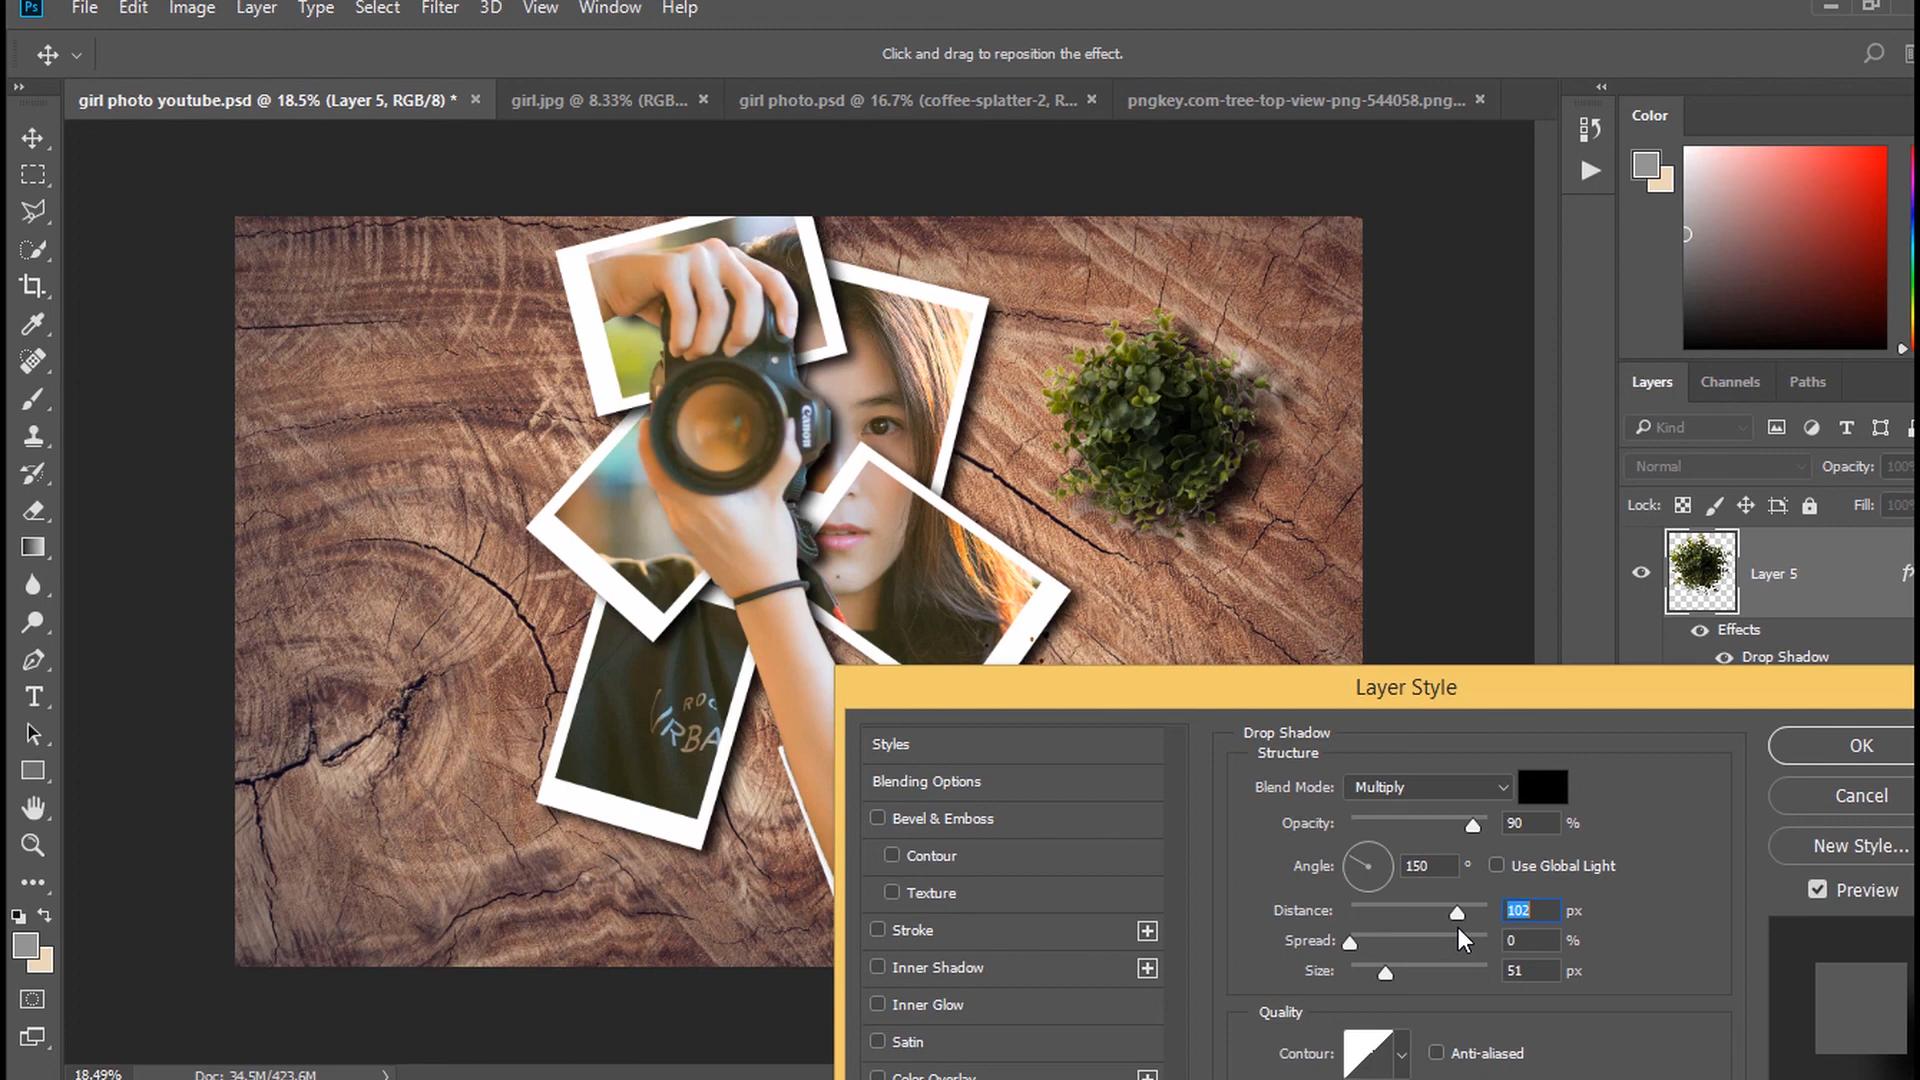 Ps File Edit Image Layer Type Select Filter 3D View Window Help
Click and drag to reposition the effect.
girl photo youtube.psd @ 18.5% (Layer 5, RGB/8) * × girl.jpg @ 8.33% (RGB... × girl photo.psd @ 16.7% (coffee-splatter-2, R... × pngkey.com-tree-top-view-png-544058.png... ×
Color
Layers Channels Paths
Kind
Normal Opacity: 100%
Lock: Fill: 100%
Layer 5 fx
Effects
Drop Shadow
CANON
ROC
URBA
Layer Style
Styles
Blending Options
Bevel & Emboss
Contour
Texture
Stroke
Inner Shadow
Inner Glow
Satin
Color Overlay
Drop Shadow
Structure
Blend Mode: Multiply
Opacity: 90 %
Angle: 150 ° Use Global Light
Distance: 102 px
Spread: 0 %
Size: 51 px
Quality
Contour: Anti-aliased
OK
Cancel
New Style...
Preview
18.49% Doc: 34.5M/423.6M